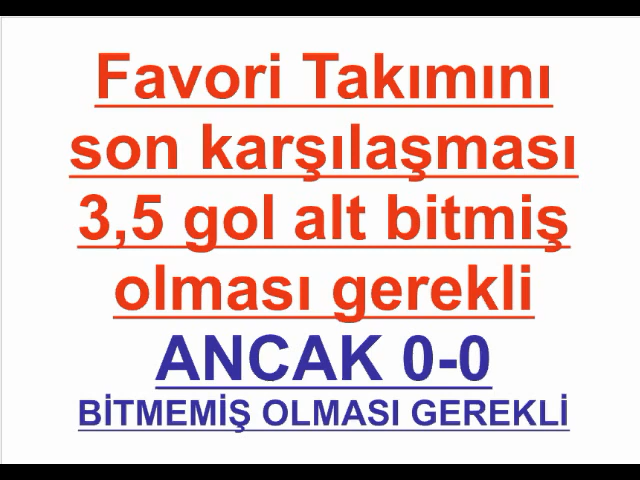 Favori Takımını
son karşılaşması
3,5 gol alt bitmiş
olması gerekli
ANCAK 0-0
BİTMEMİŞ OLMASI GEREKLİ